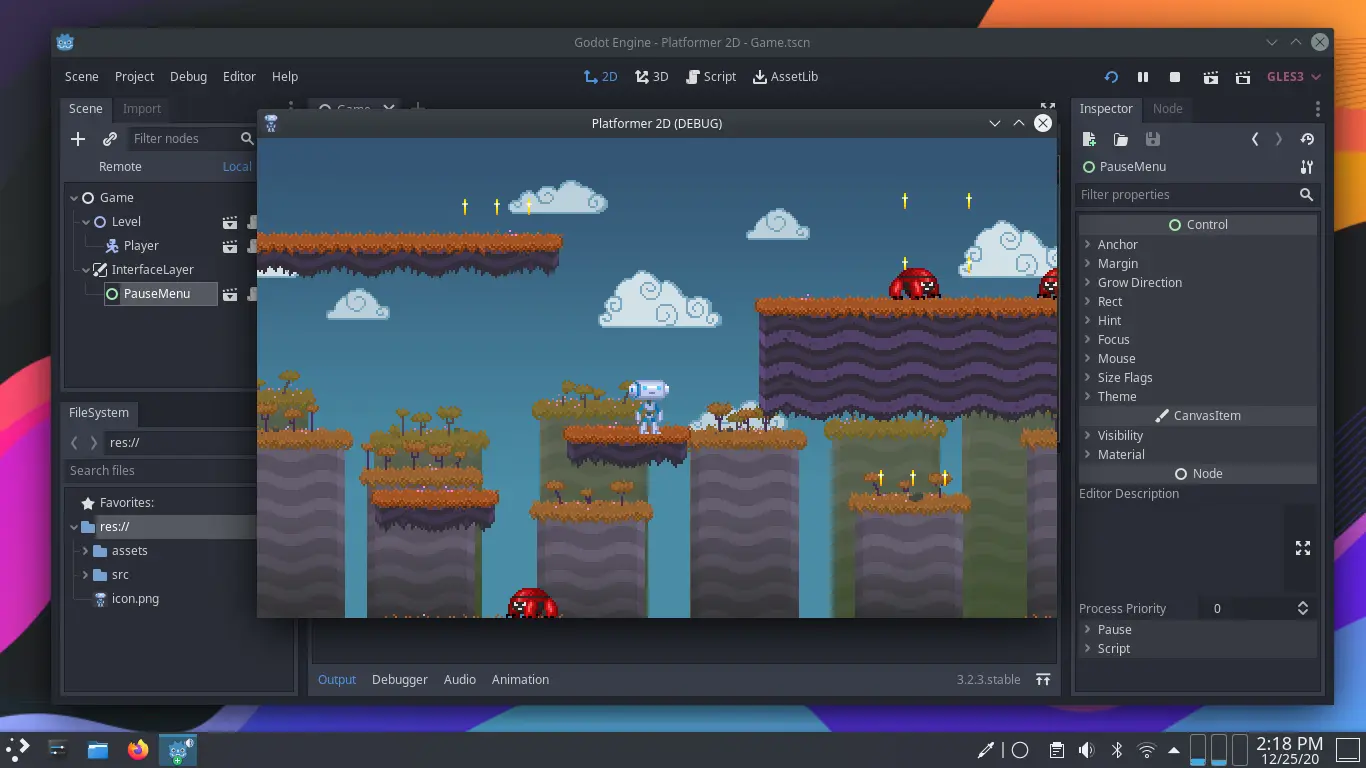 Godot Engine - Platformer 2D - Game.tscn
Scene Project Debug Editor Help
2D 3D Script AssetLib
GLES3
Scene Import
Game
Platformer 2D (DEBUG)
Filter nodes
Remote Local
Game
Level
Player
InterfaceLayer
PauseMenu
FileSystem
res://
Search files
Favorites:
res://
assets
src
icon.png
Output Debugger Audio Animation
3.2.3.stable
Inspector Node
PauseMenu
Filter properties
Control
Anchor
Margin
Grow Direction
Rect
Hint
Focus
Mouse
Size Flags
Theme
CanvasItem
Visibility
Material
Node
Editor Description
Process Priority 0
Pause
Script
2:18 PM
12/25/20